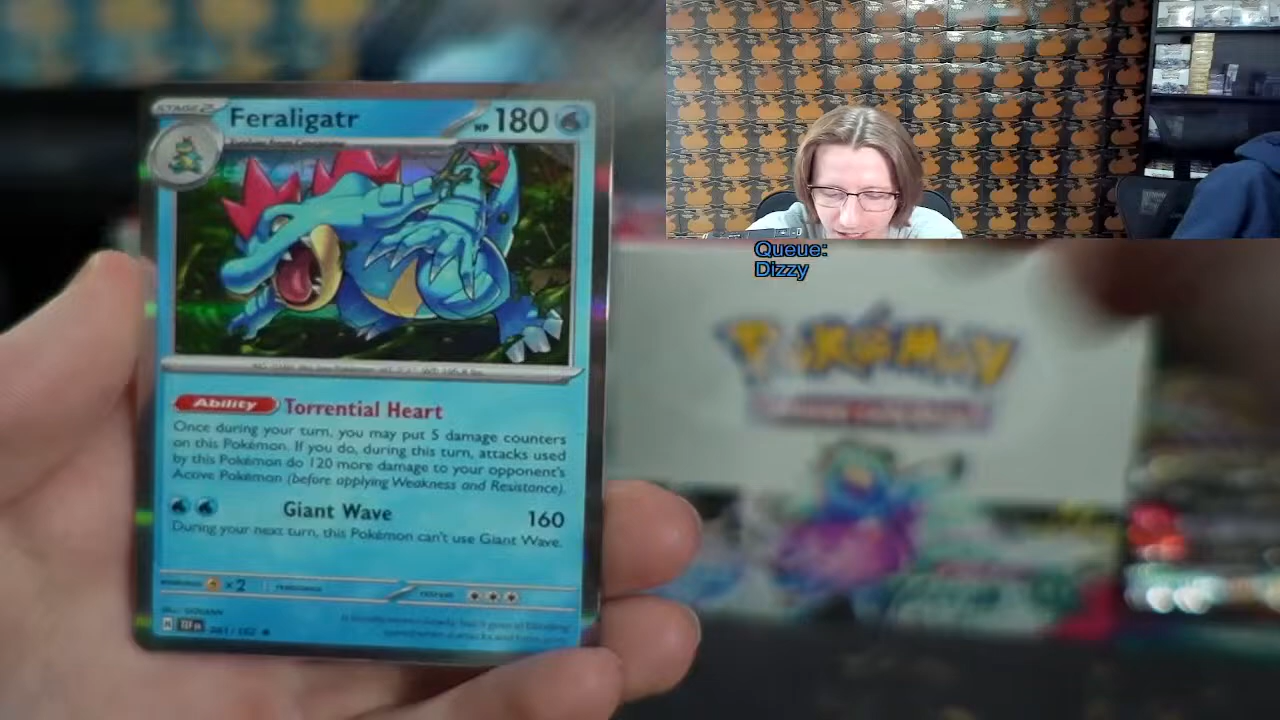 STAGE 2
Feraligatr
HP 180
Ability Torrential Heart
Once during your turn, you may put 5 damage counters
on this Pokémon. If you do, during this turn, attacks used
by this Pokémon do 120 more damage to your opponent's
Active Pokémon (before applying Weakness and Resistance).
Giant Wave 160
During your next turn, this Pokémon can't use Giant Wave.
×2
Queue:
Dizzy
Pokémon